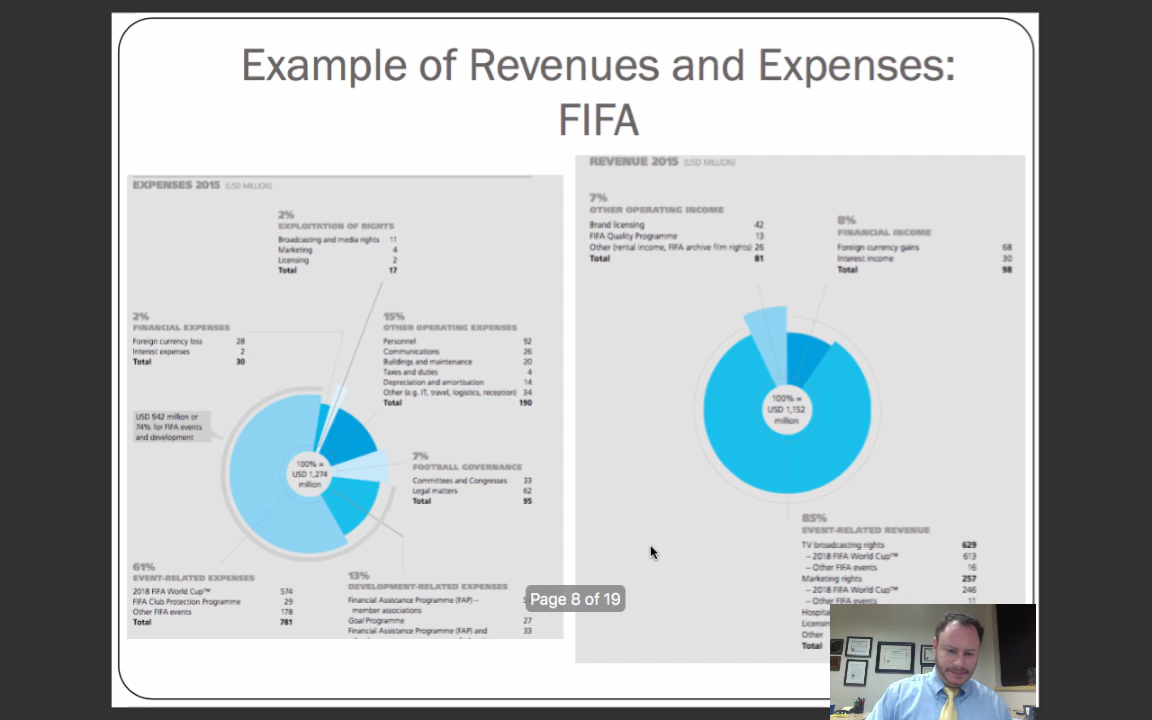 Example of Revenues and Expenses:
FIFA
EXPENSES 2015 (USD MILLION)
2%
EXPLOITATION OF RIGHTS
Broadcasting and media rights 11
Marketing 4
Licensing 2
Total 17
2%
FINANCIAL EXPENSES
Foreign currency loss 28
Interest expenses 2
Total 30
15%
OTHER OPERATING EXPENSES
Personnel 92
Communications 26
Buildings and maintenance 20
Taxes and duties 4
Depreciation and amortisation 14
Other (e.g. IT, travel, logistics, reception) 34
Total 190
USD 942 million or
74% for FIFA events
and development
100% =
USD 1,274
million
7%
FOOTBALL GOVERNANCE
Committees and Congresses 33
Legal matters 62
Total 95
61%
EVENT-RELATED EXPENSES
2018 FIFA World Cup™ 574
FIFA Club Protection Programme 29
Other FIFA events 178
Total 781
13%
DEVELOPMENT-RELATED EXPENSES
Financial Assistance Programme (FAP) –
member associations
Goal Programme 27
Financial Assistance Programme (FAP) and 33
REVENUE 2015 (USD MILLION)
7%
OTHER OPERATING INCOME
Brand licensing 42
FIFA Quality Programme 13
Other (rental income, FIFA archive film rights) 26
Total 81
8%
FINANCIAL INCOME
Foreign currency gains 68
Interest income 30
Total 98
100% =
USD 1,152
million
85%
EVENT-RELATED REVENUE
TV broadcasting rights 629
– 2018 FIFA World Cup™ 613
– Other FIFA events 16
Marketing rights 257
– 2018 FIFA World Cup™ 246
– Other FIFA events 11
Other
Total
Page 8 of 19